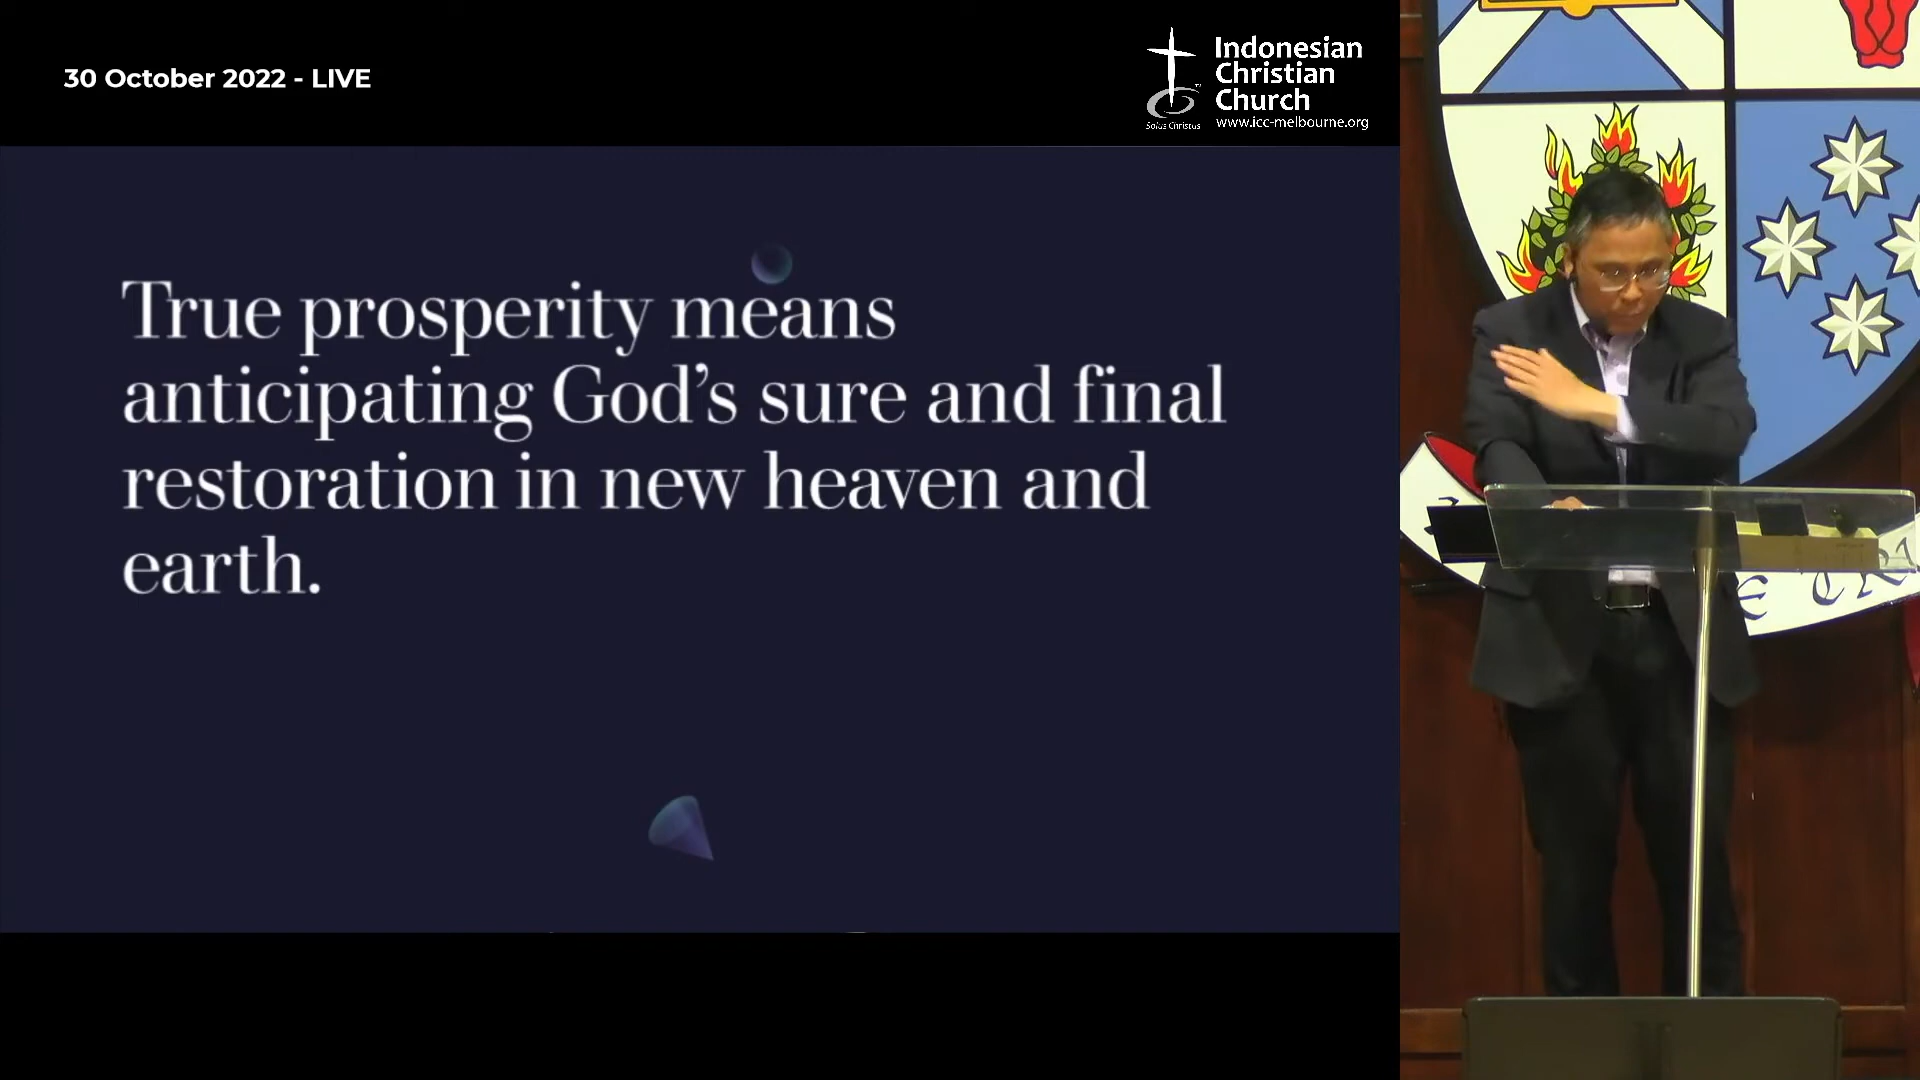 30 October 2022 - LIVE
Indonesian
Christian
Church
Solus Christus
www.icc-melbourne.org
True prosperity means
anticipating God’s sure and final
restoration in new heaven and
earth.